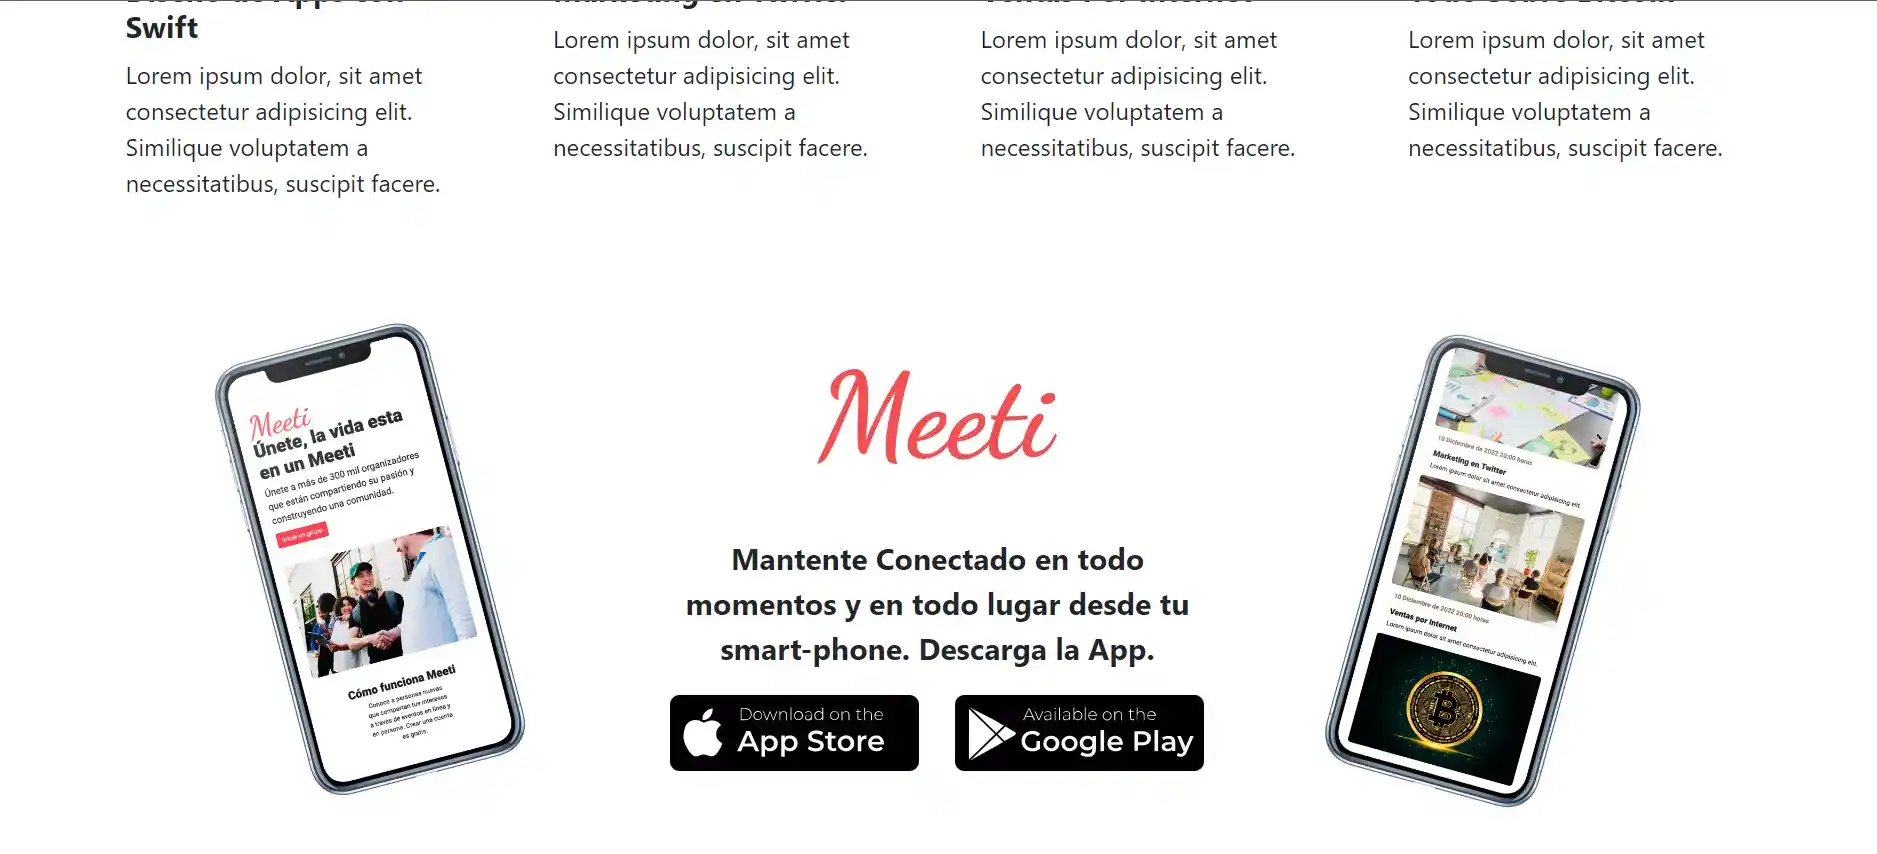 Swift
Lorem ipsum dolor, sit amet
consectetur adipisicing elit.
Similique voluptatem a
necessitatibus, suscipit facere.
Lorem ipsum dolor, sit amet
consectetur adipisicing elit.
Similique voluptatem a
necessitatibus, suscipit facere.
Lorem ipsum dolor, sit amet
consectetur adipisicing elit.
Similique voluptatem a
necessitatibus, suscipit facere.
Lorem ipsum dolor, sit amet
consectetur adipisicing elit.
Similique voluptatem a
necessitatibus, suscipit facere.
Meeti
Únete, la vida esta
en un Meeti
Únete a más de 300 mil organizadores
que están compartiendo su pasión y
construyendo una comunidad.
Inicie un grupo
Cómo funciona Meeti
Conoce a personas nuevas
que compartan tus intereses
a través de eventos en línea y
en persona. Crear una cuenta
es gratis.
Meeti
Mantente Conectado en todo
momentos y en todo lugar desde tu
smart-phone. Descarga la App.
Download on the
App Store
Available on the
Google Play
10 Diciembre de 2022 20:00 horas
Marketing en Twitter
Lorem ipsum dolor sit amet consectetur adipisicing elit.
10 Diciembre de 2022 20:00 horas
Ventas por Internet
Lorem ipsum dolor sit amet consectetur adipisicing elit.